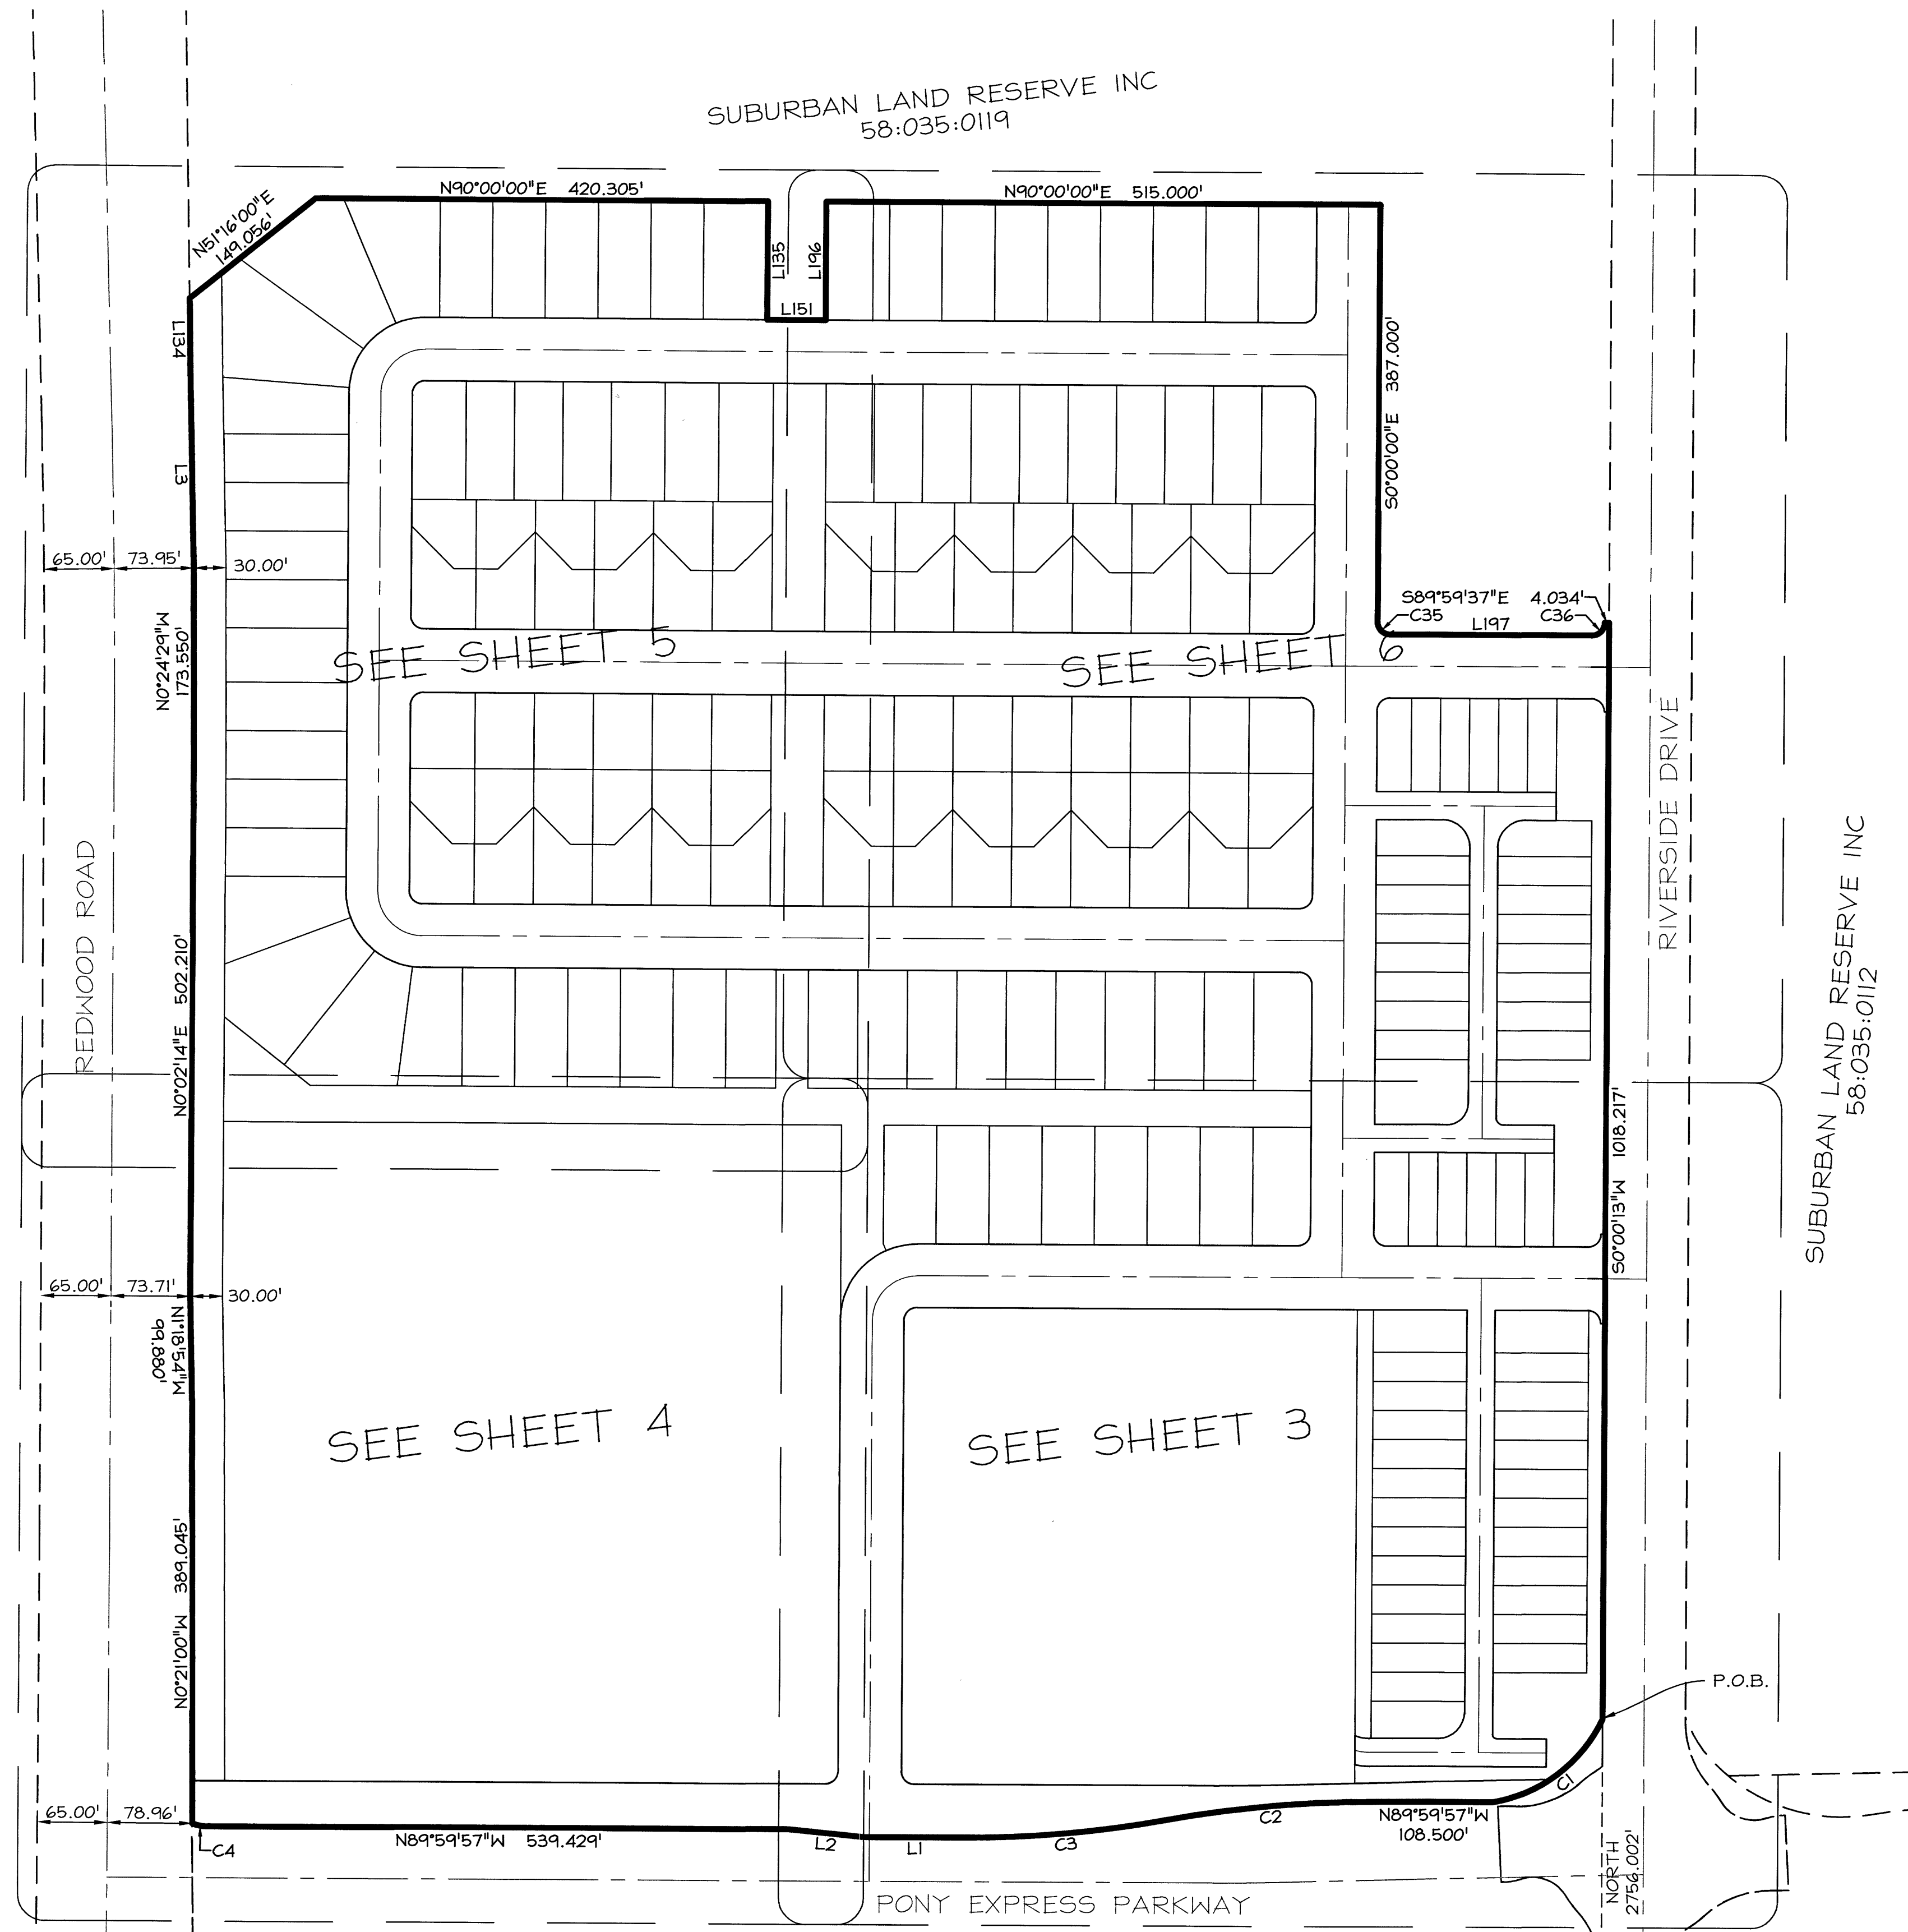 SUBURBAN LAND RESERVE INC
58:035:0119
N90°00'00"E 420.305'
N90°00'00"E 515.000'
N51°16'00"E
149.056'
L135
L196
L151
L134
L3
S0°00'00"E 387.000'
65.00' 73.95' 30.00'
S89°59'37"E 4.034'
C35 C36
L197
N0°24'29"W
173.550'
SEE SHEET 5
SEE SHEET 6
RIVERSIDE DRIVE
REDWOOD ROAD
SUBURBAN LAND RESERVE INC
58:035:0112
N0°02'14"E 502.210'
S0°00'13"W 1018.217'
65.00' 73.71' 30.00'
N1°18'54"W
99.880'
SEE SHEET 4
SEE SHEET 3
N0°21'00"W 389.045'
P.O.B.
C1
65.00' 78.96'
C4
N89°59'57"W 539.429'
L2
L1
C3
C2
N89°59'57"W
108.500'
NORTH
2756.002'
PONY EXPRESS PARKWAY